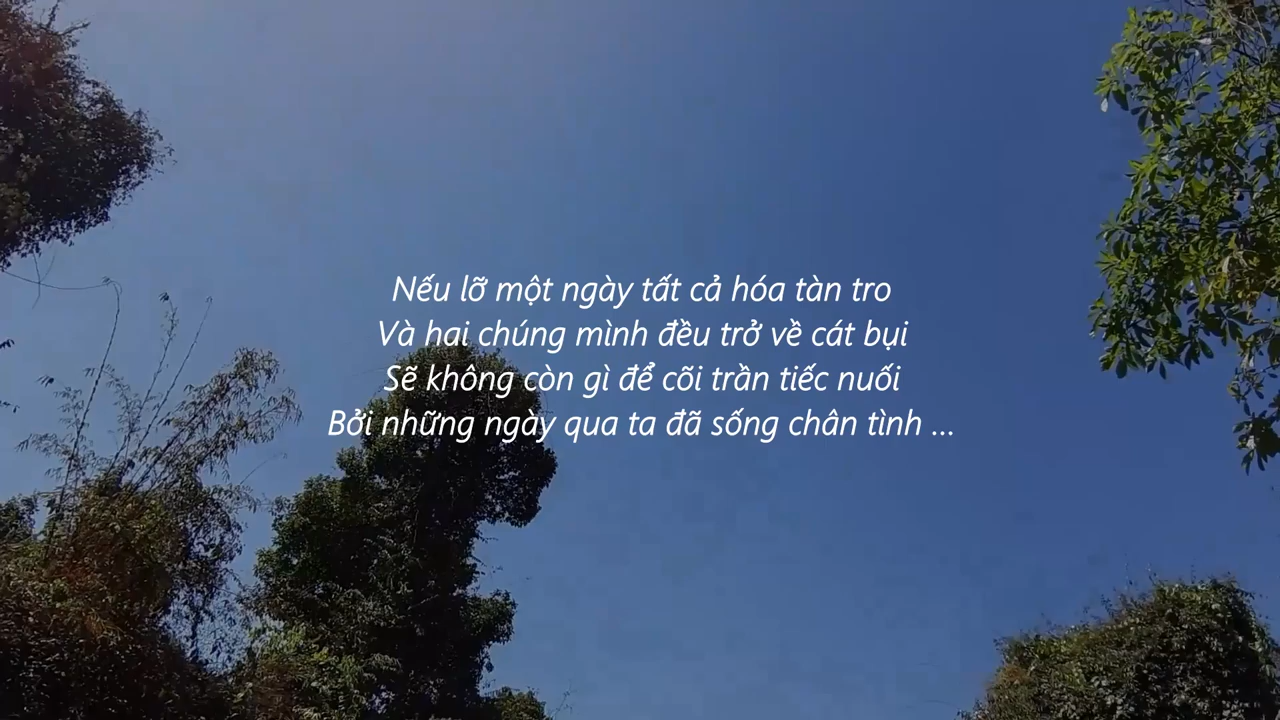 Nếu lỡ một ngày tất cả hóa tàn tro
Và hai chúng mình đều trở về cát bụi
Sẽ không còn gì để cõi trần tiếc nuối
Bởi những ngày qua ta đã sống chân tình ...